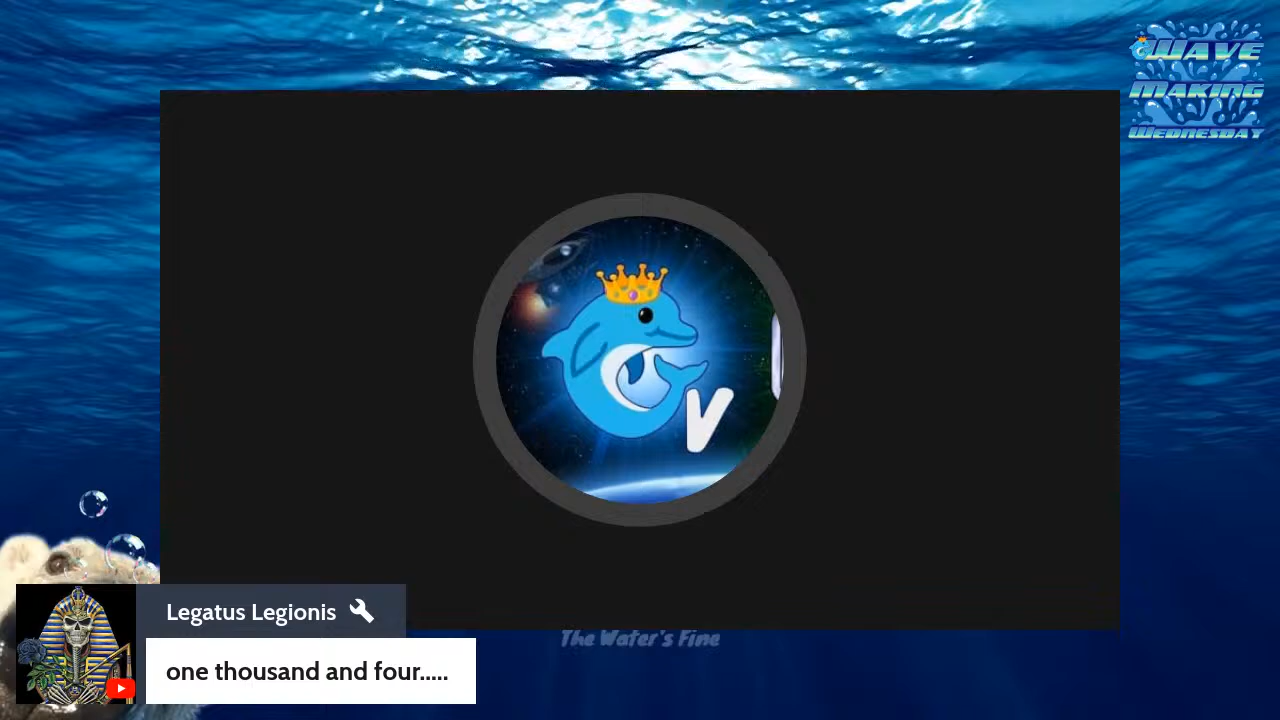 WAVE
MAKING
WEDNESDAY
V
The Water's Fine
Legatus Legionis
one thousand and four.....